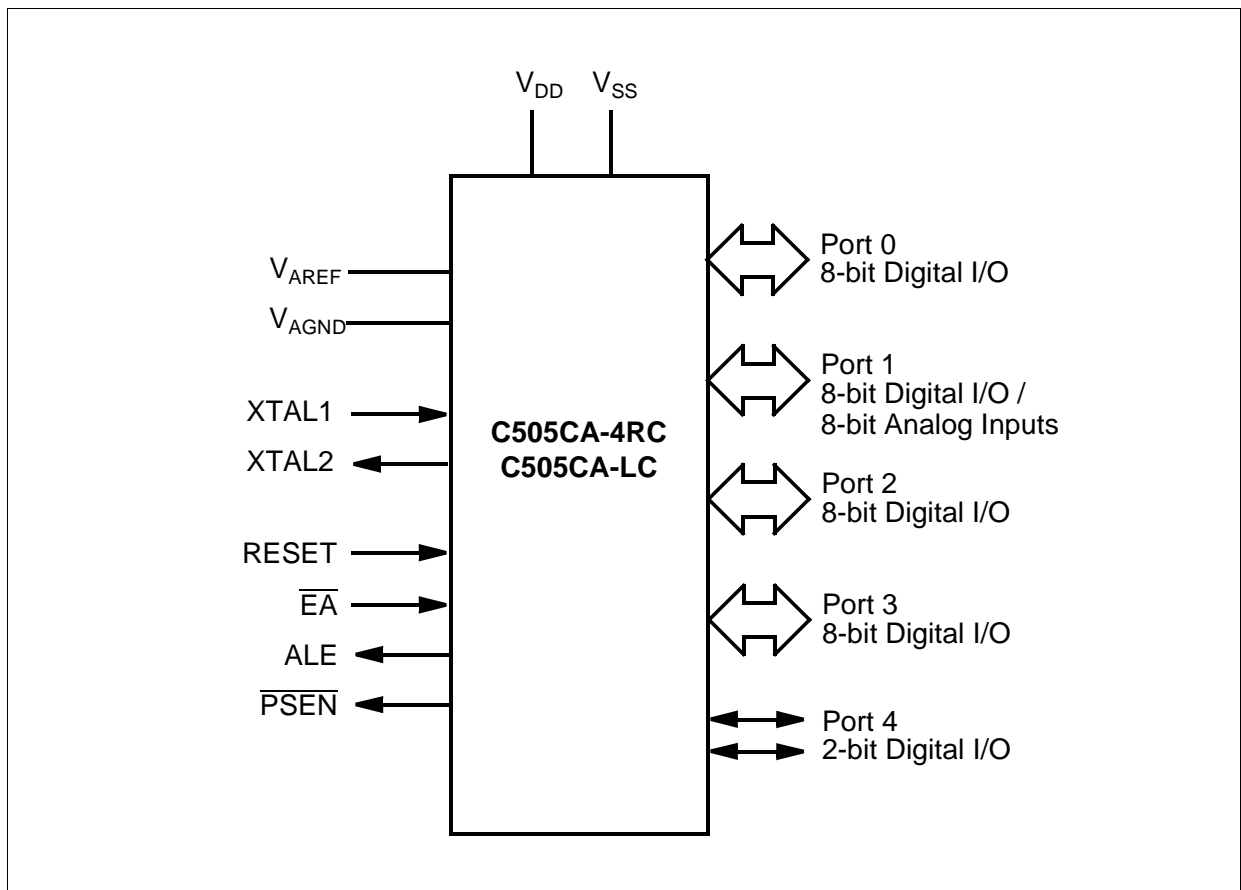 V_DD V_SS
V_AREF
V_AGND
XTAL1
XTAL2
RESET
E̅A̅
ALE
P̅S̅E̅N̅
C505CA-4RC
C505CA-LC
Port 0
8-bit Digital I/O
Port 1
8-bit Digital I/O /
8-bit Analog Inputs
Port 2
8-bit Digital I/O
Port 3
8-bit Digital I/O
Port 4
2-bit Digital I/O